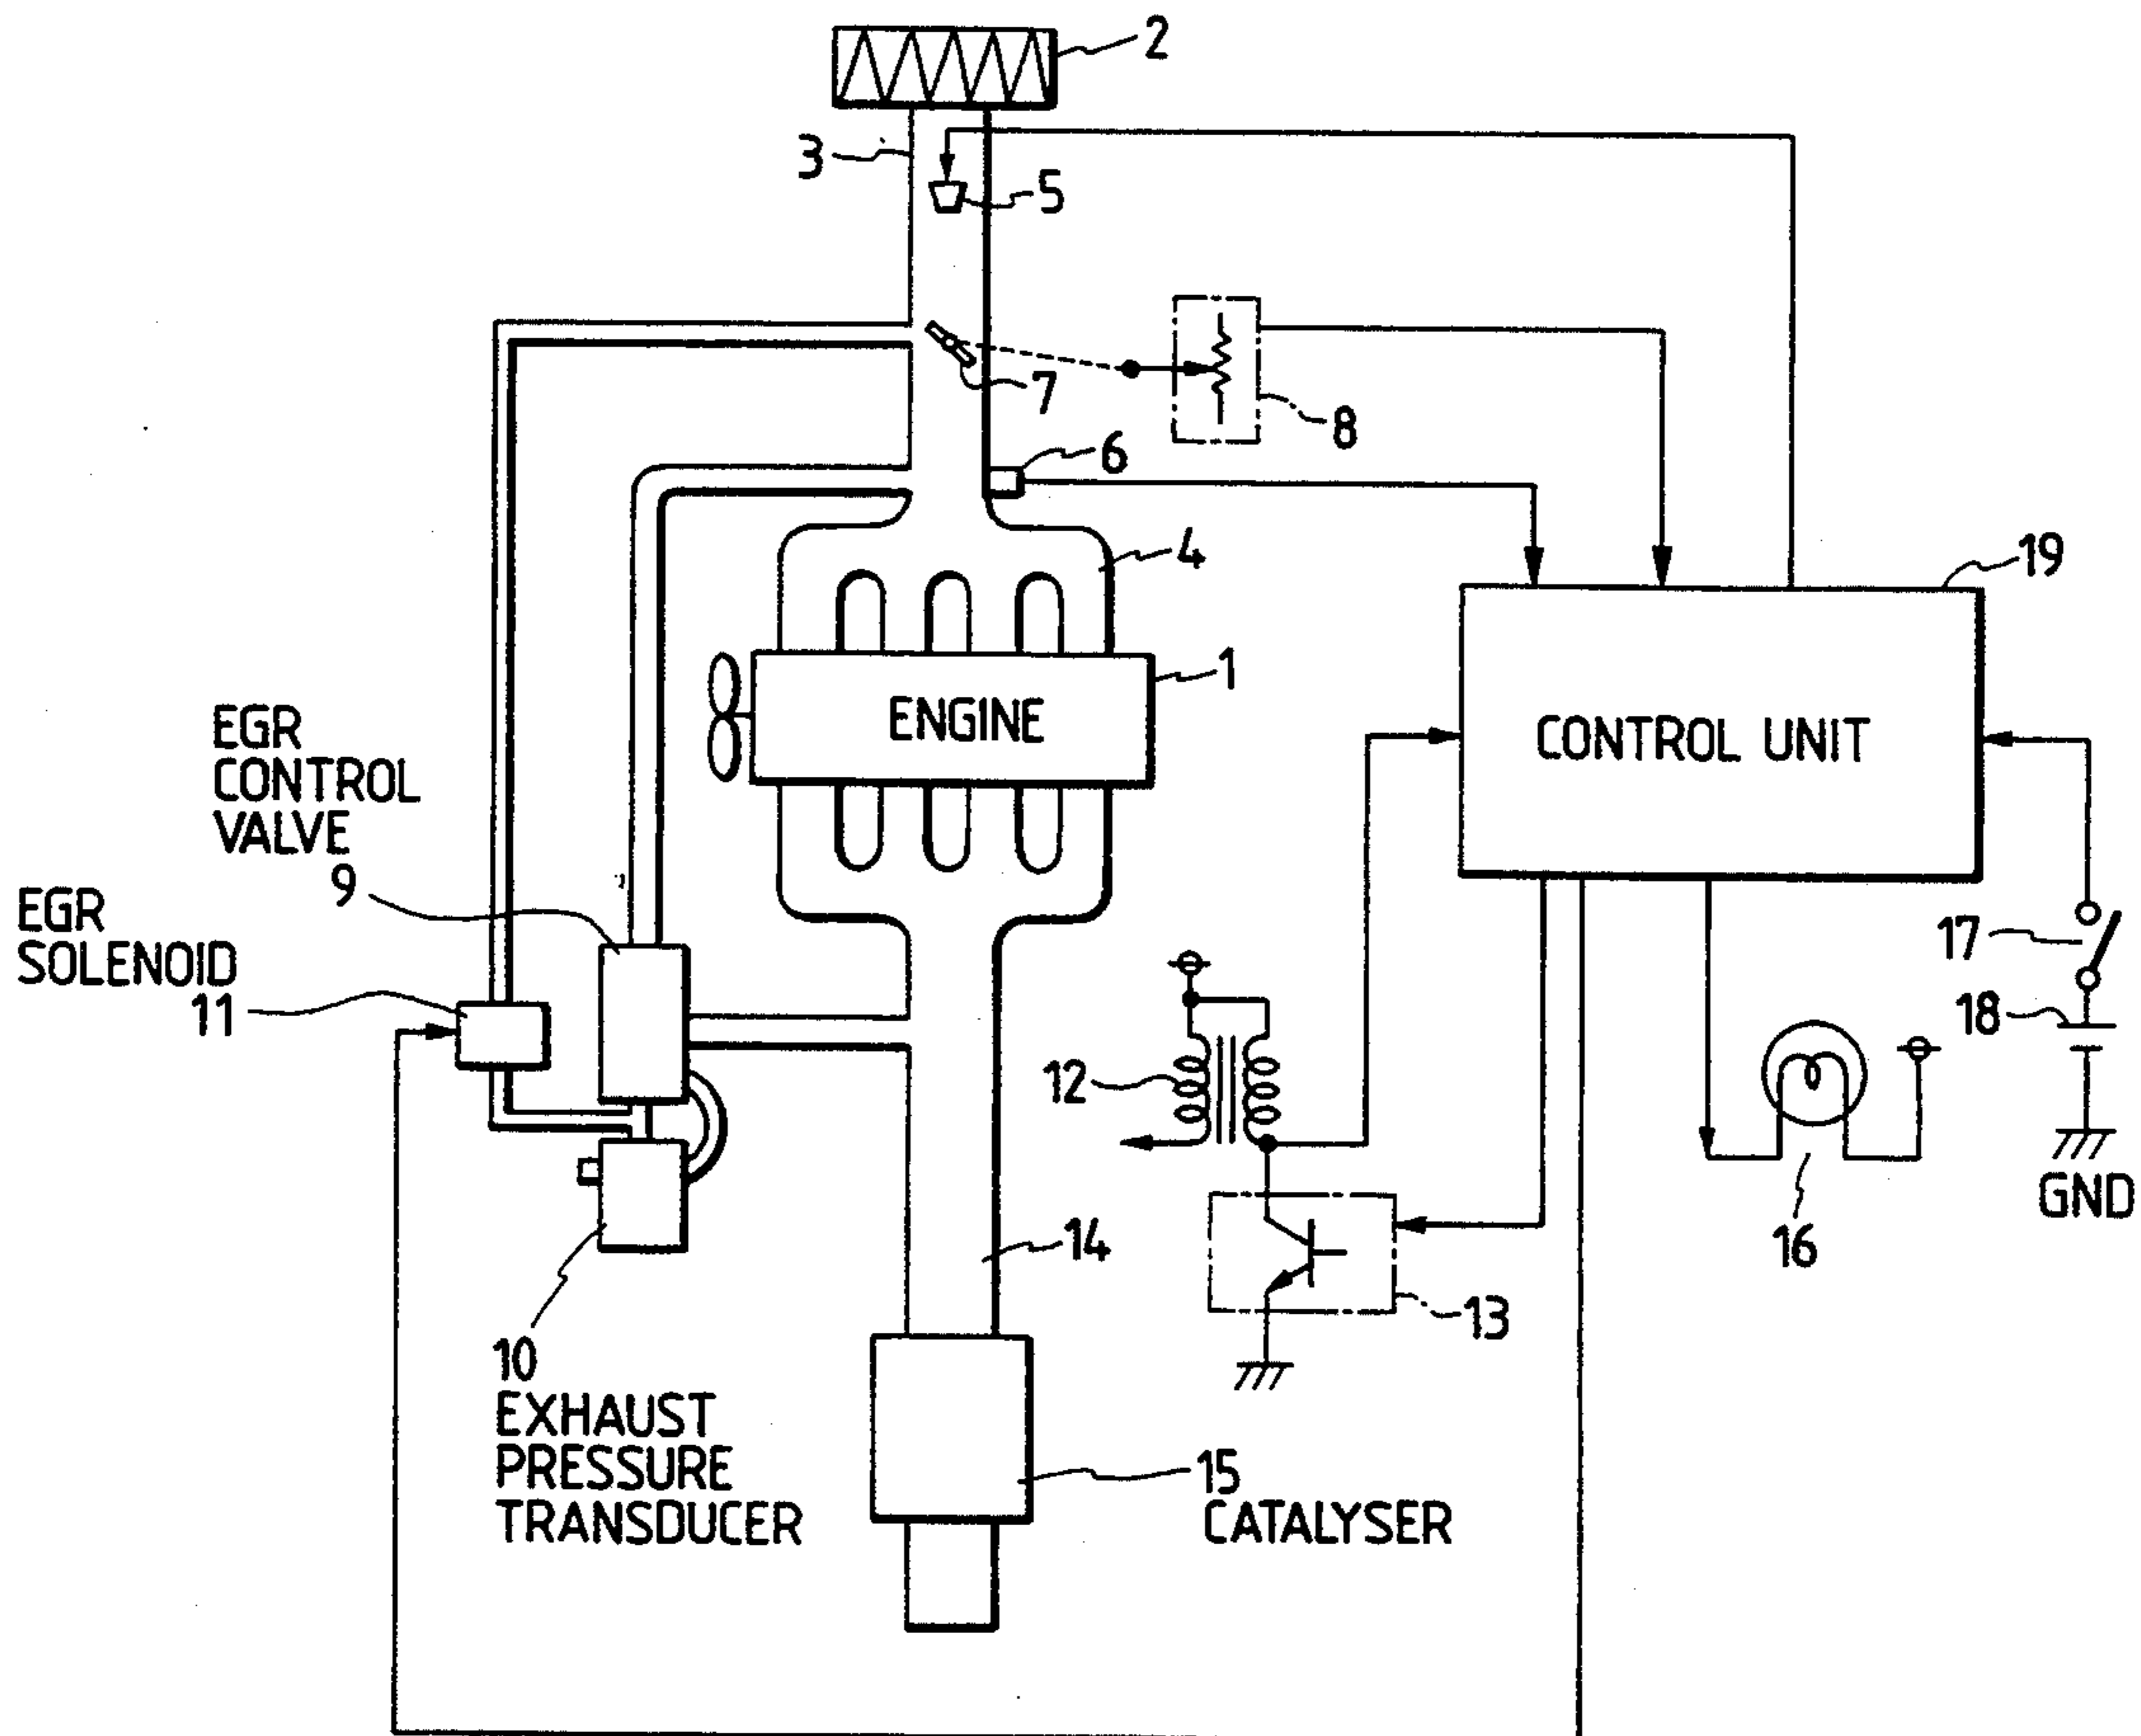 2
3
5
7
8
6
4
19
1
ENGINE
CONTROL UNIT
EGR
CONTROL
VALVE
9
EGR
SOLENOID
11
17
18
12
16
GND
14
13
10
EXHAUST
PRESSURE
TRANSDUCER
15
CATALYSER